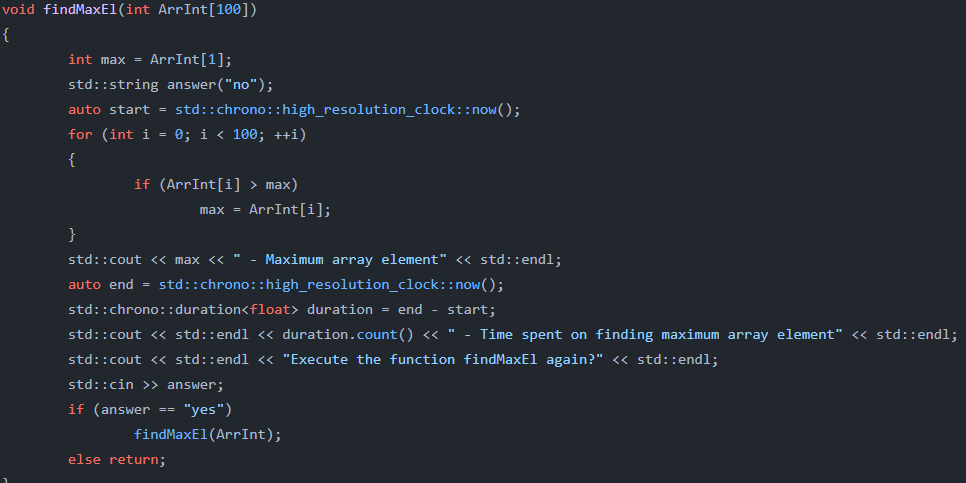 void findMaxEl(int ArrInt[100])
{
        int max = ArrInt[1];
        std::string answer("no");
        auto start = std::chrono::high_resolution_clock::now();
        for (int i = 0; i < 100; ++i)
        {
                if (ArrInt[i] > max)
                        max = ArrInt[i];
        }
        std::cout << max << " - Maximum array element" << std::endl;
        auto end = std::chrono::high_resolution_clock::now();
        std::chrono::duration<float> duration = end - start;
        std::cout << std::endl << duration.count() << " - Time spent on finding maximum array element" << std::endl;
        std::cout << std::endl << "Execute the function findMaxEl again?" << std::endl;
        std::cin >> answer;
        if (answer == "yes")
                findMaxEl(ArrInt);
        else return;
}